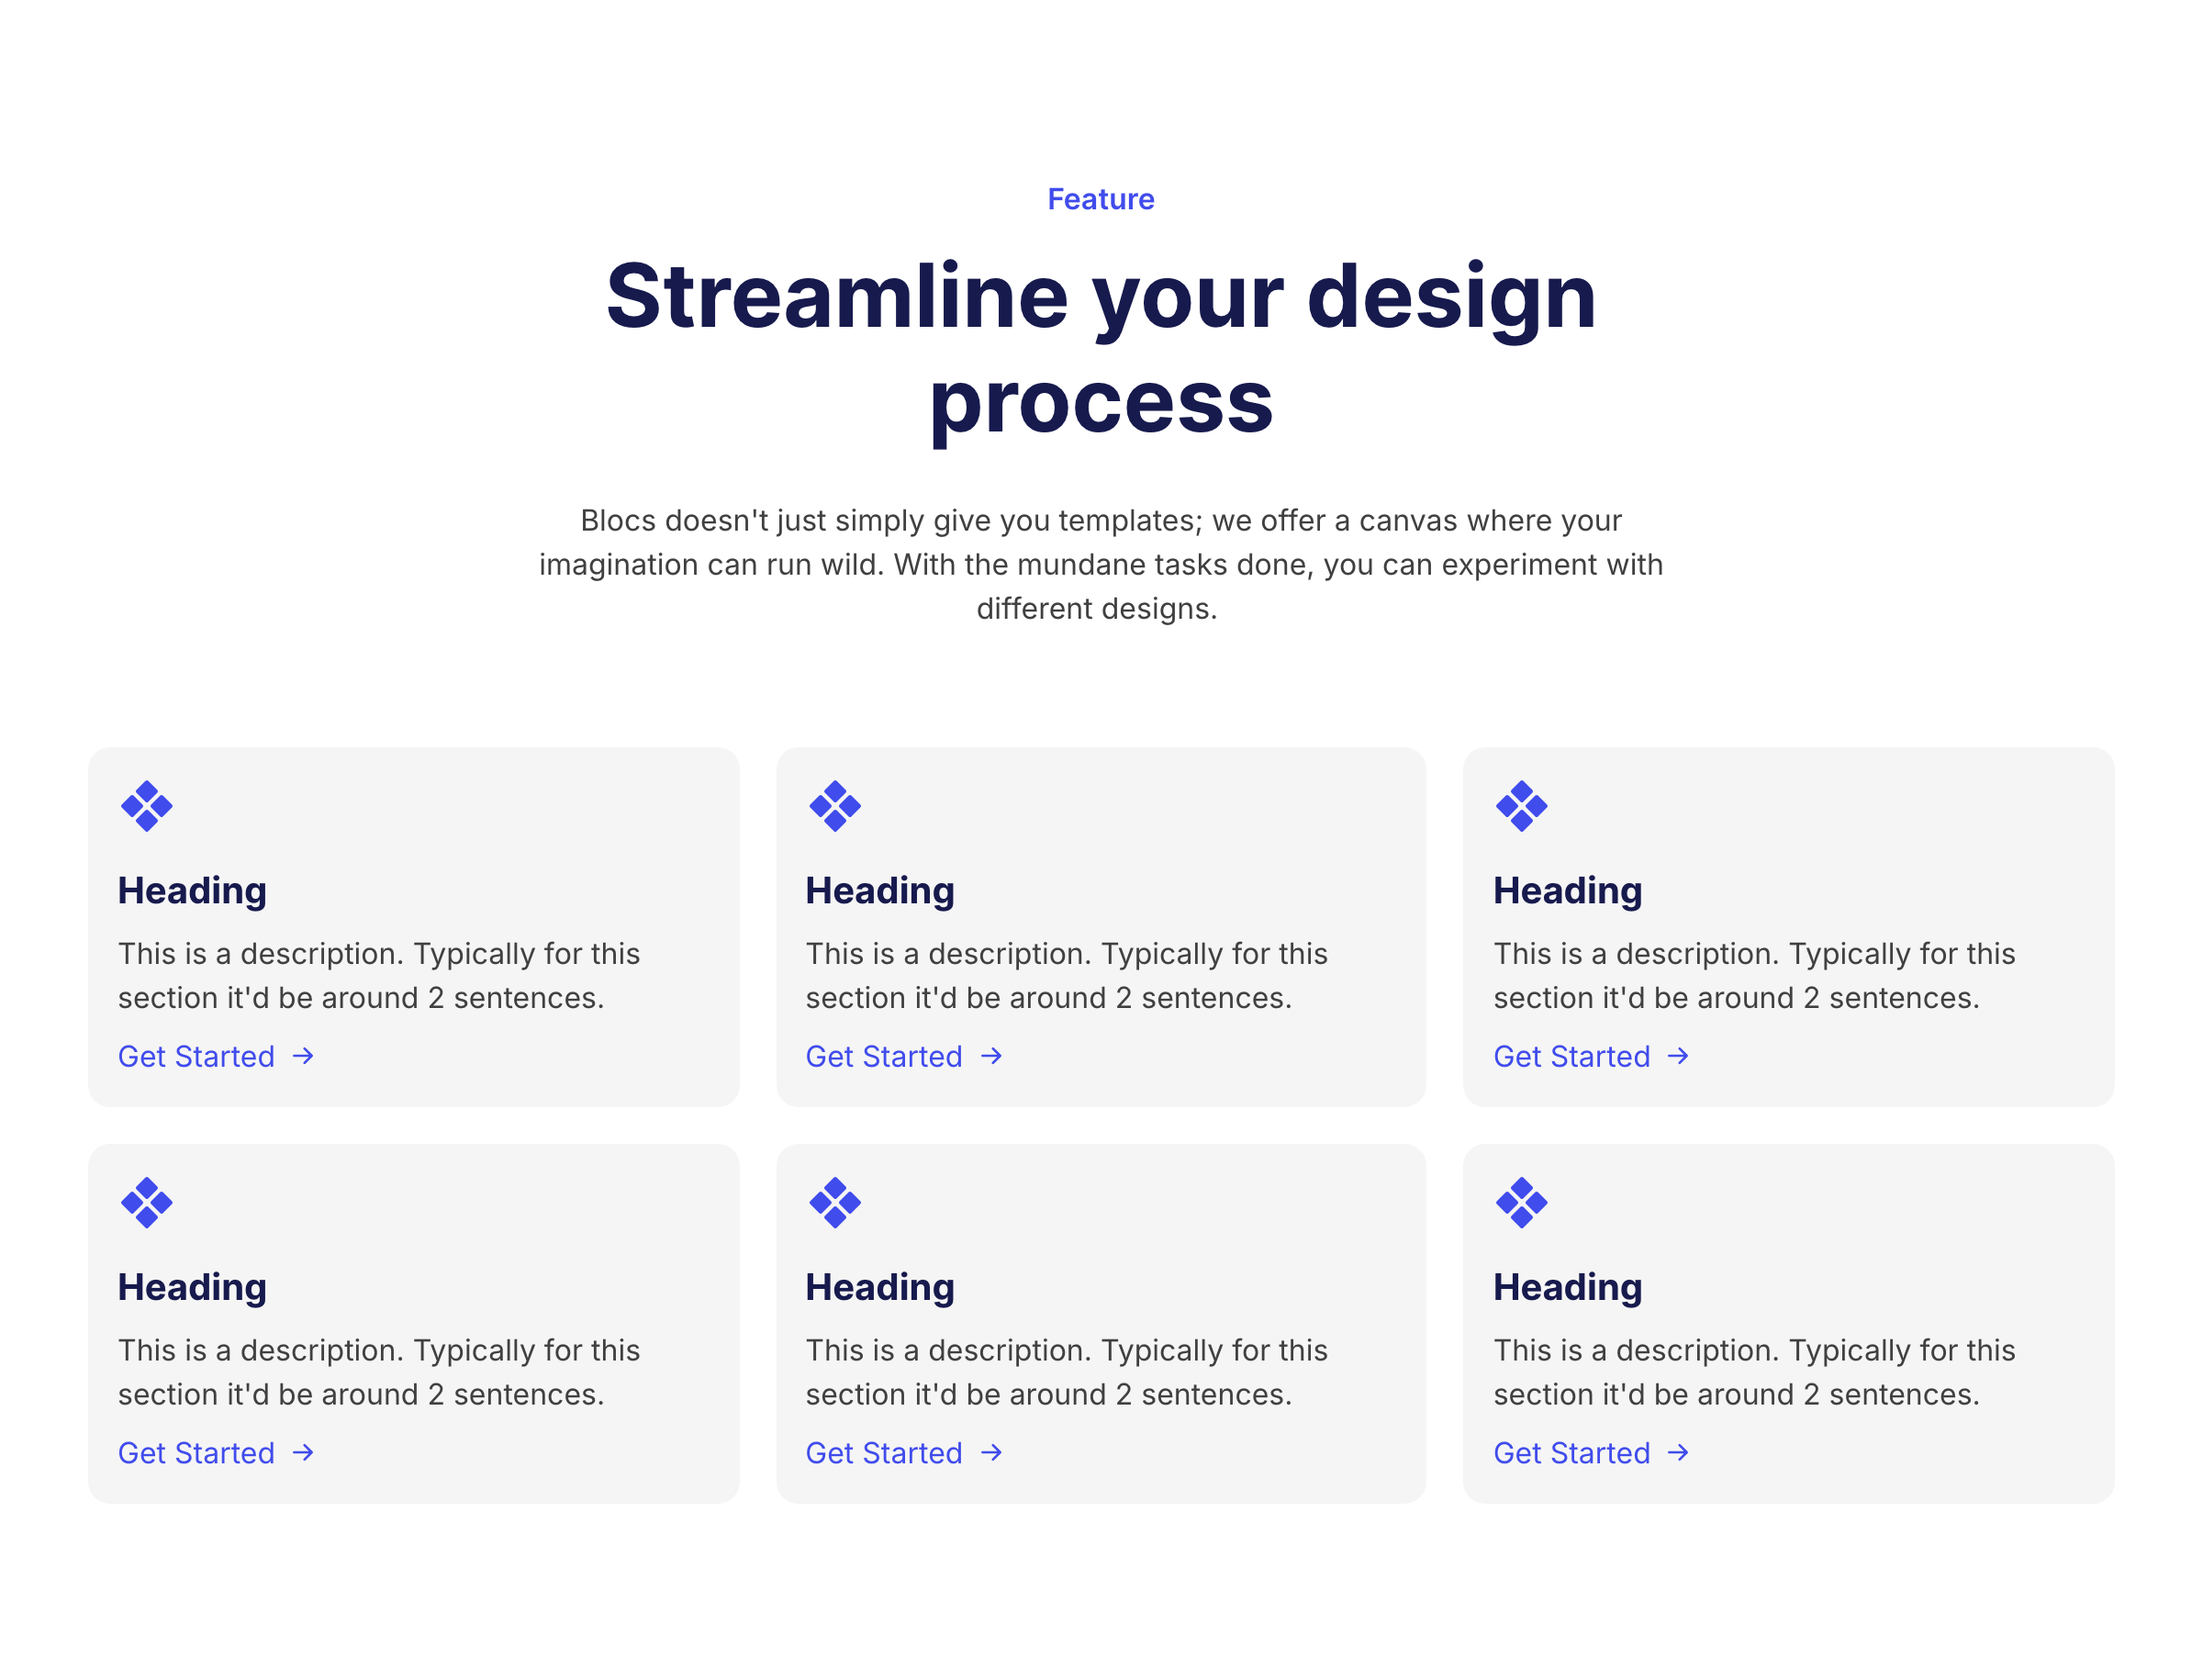 Feature
Streamline your design
process
Blocs doesn't just simply give you templates; we offer a canvas where your
imagination can run wild. With the mundane tasks done, you can experiment with
different designs.
Heading
This is a description. Typically for this
section it'd be around 2 sentences.
Get Started →
Heading
This is a description. Typically for this
section it'd be around 2 sentences.
Get Started →
Heading
This is a description. Typically for this
section it'd be around 2 sentences.
Get Started →
Heading
This is a description. Typically for this
section it'd be around 2 sentences.
Get Started →
Heading
This is a description. Typically for this
section it'd be around 2 sentences.
Get Started →
Heading
This is a description. Typically for this
section it'd be around 2 sentences.
Get Started →